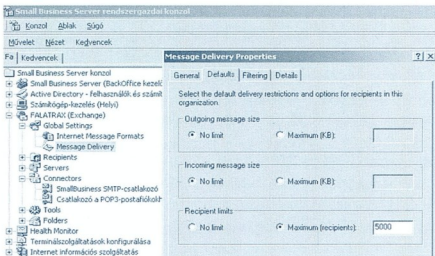 Small Business Server rendszergazdai konzol
Konzol Ablak Súgó
Művelet Nézet Kedvencek
Fa Kedvencek
Small Business Server konzol
Small Business Server (BackOffice kezelő
Active Directory - felhasználók és számít
Számítógép-kezelés (Helyi)
FALATRAX (Exchange)
Global Settings
Internet Message Formats
Message Delivery
Recipients
Servers
Connectors
SmallBusiness SMTP-csatlakozó
Csatlakozó a POP3-postafiókokh
Tools
Folders
Health Monitor
Terminálszolgáltatások konfigurálása
Internet információs szolgáltatás
Message Delivery Properties
General Defaults Filtering Details
Select the default delivery restrictions and options for recipients in this
organization.
Outgoing message size
No limit Maximum (KB):
Incoming message size
No limit Maximum (KB):
Recipient limits
No limit Maximum (recipients): 5000